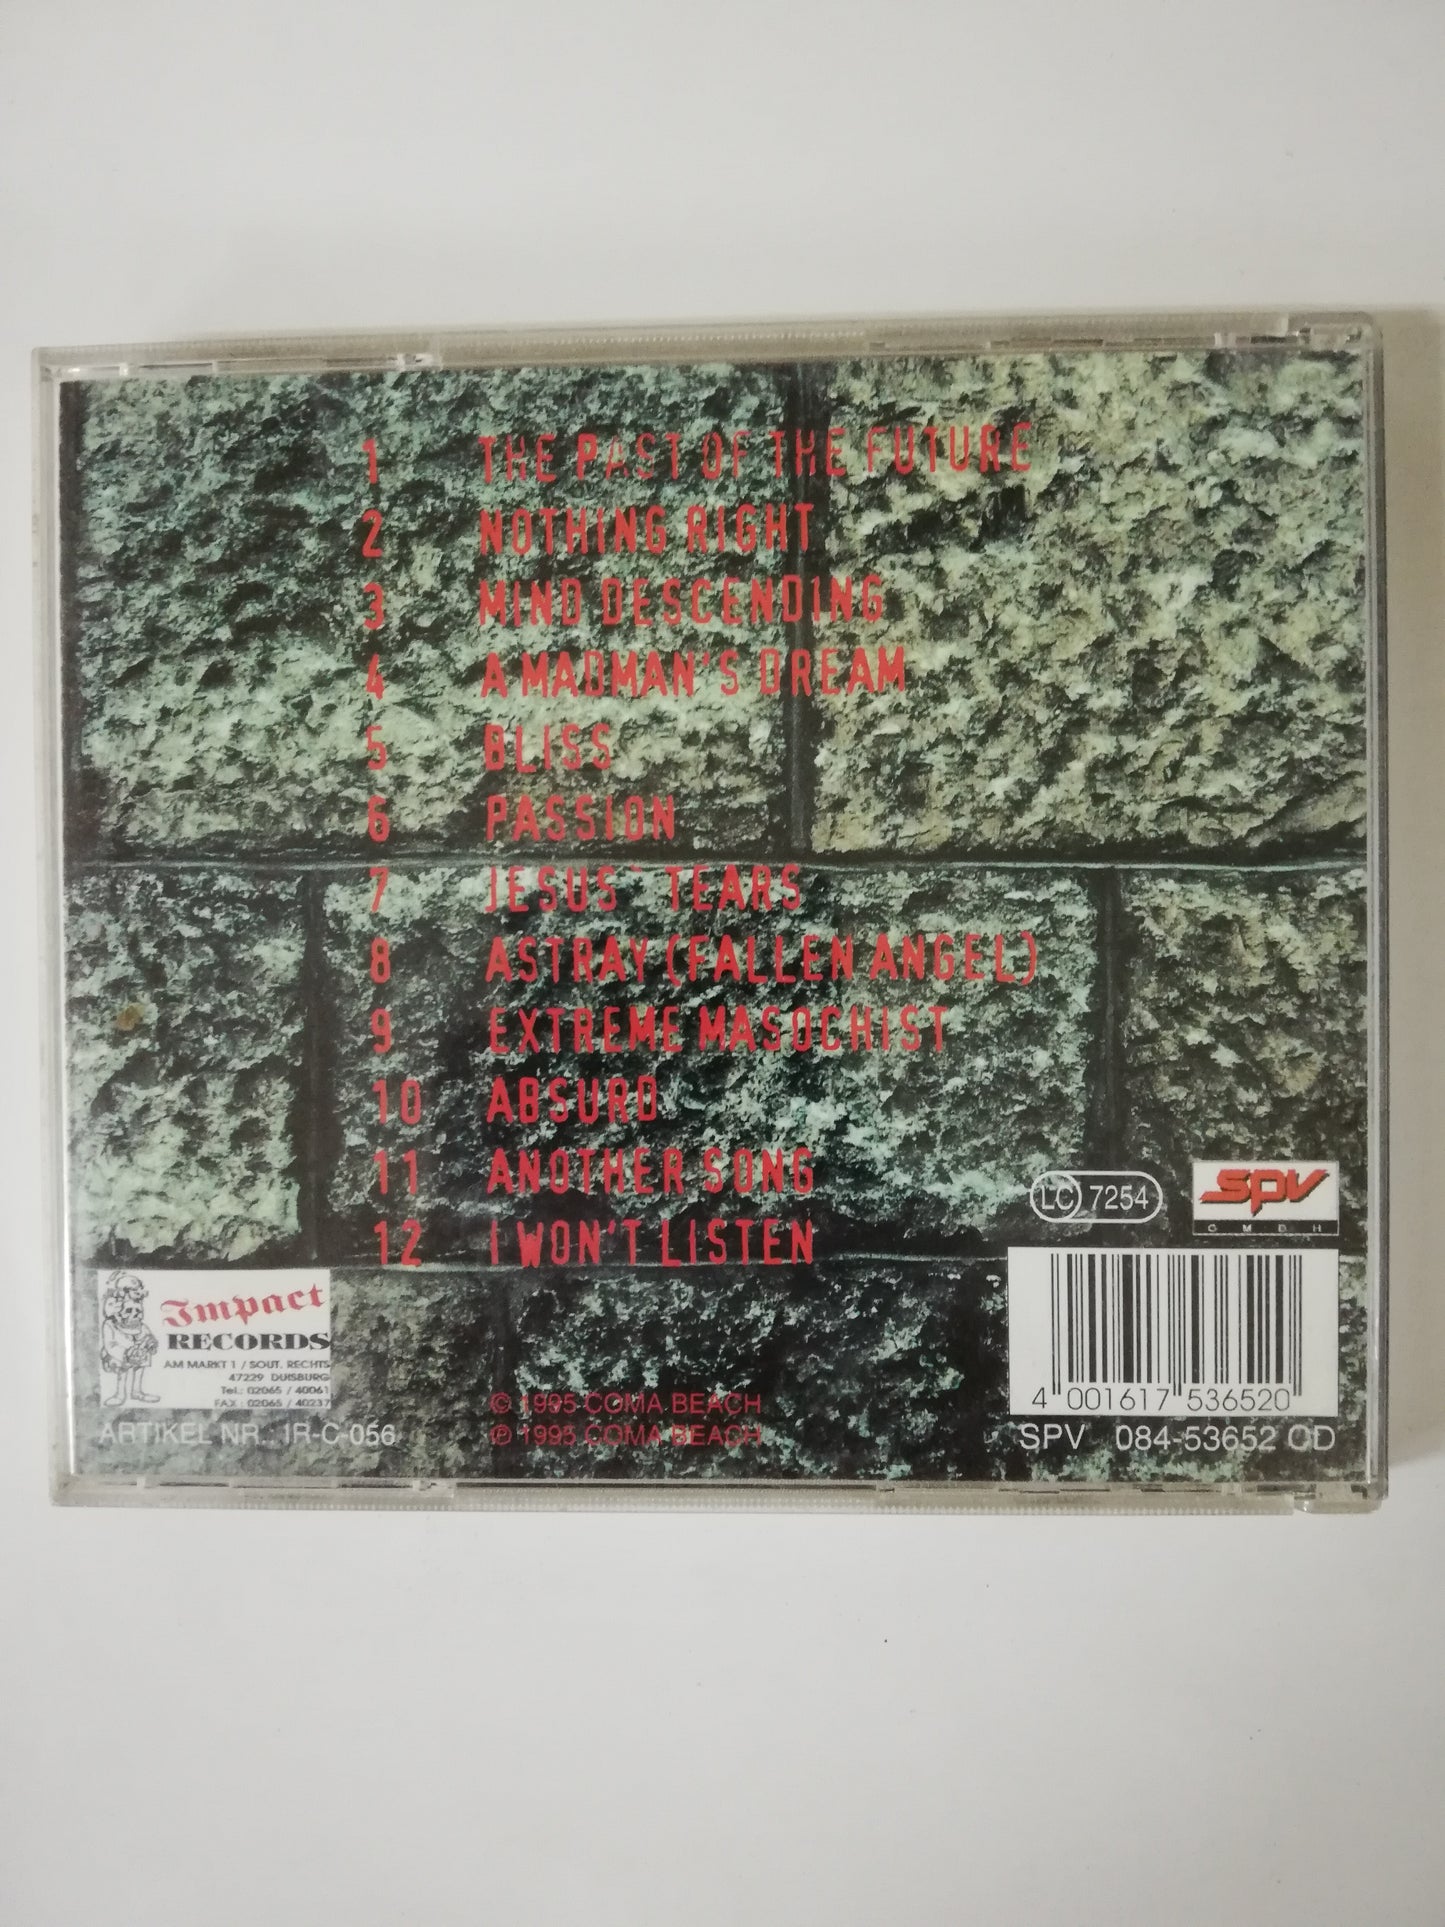 1 THE PAST OF THE FUTURE
2 NOTHING RIGHT
3 MIND DESCENDING
4 A MADMAN'S DREAM
5 BLISS
6 PASSION
7 JESUS` TEARS
8 ASTRAY (FALLEN ANGEL)
9 EXTREME MASOCHIST
10 ABSURD
11 ANOTHER SONG
12 I WON'T LISTEN
LC 7254
spv
GMBH
Impact
RECORDS
AM MARKT 1 / SOUT. RECHTS
47229 DUISBURG
Tel.: 02065 / 40061
FAX : 02065 / 40237
ARTIKEL NR.: IR-C-056
© 1995 COMA BEACH
℗ 1995 COMA BEACH
4 001617 536520
SPV 084-53652 CD